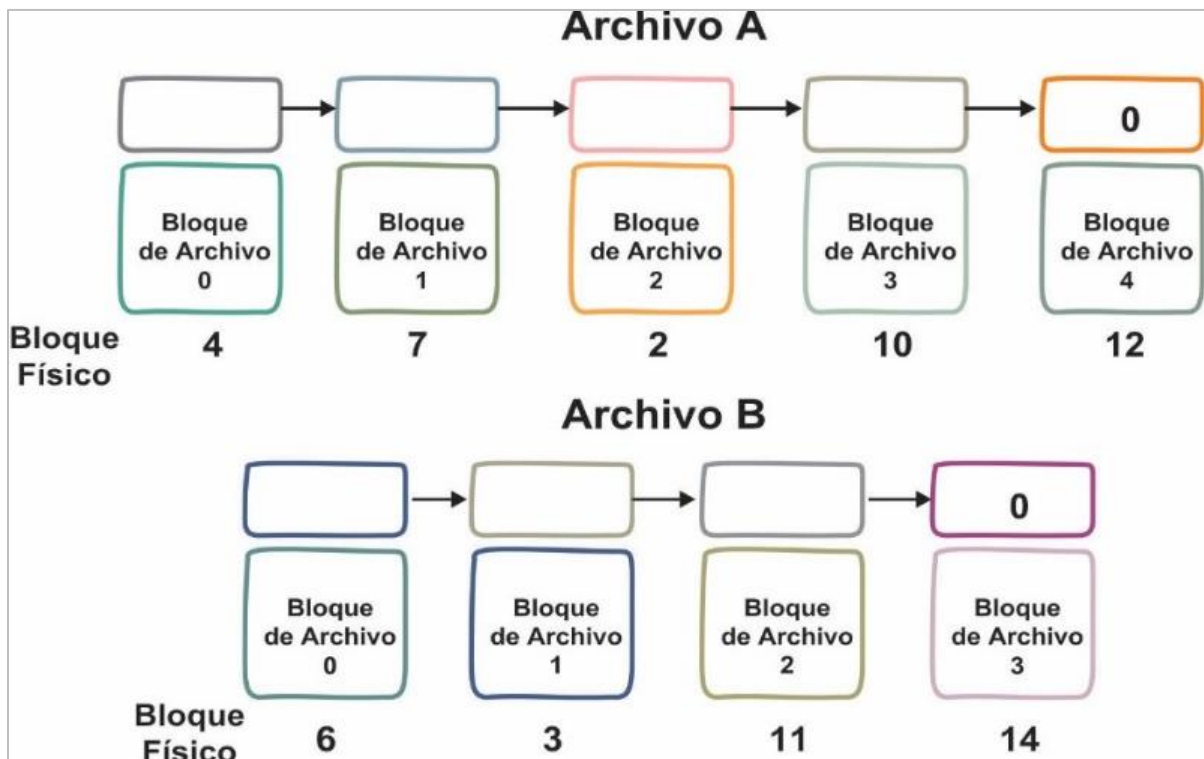 Archivo A
0
Bloque
de Archivo
0
Bloque
de Archivo
1
Bloque
de Archivo
2
Bloque
de Archivo
3
Bloque
de Archivo
4
Bloque
Físico
4 7 2 10 12
Archivo B
0
Bloque
de Archivo
0
Bloque
de Archivo
1
Bloque
de Archivo
2
Bloque
de Archivo
3
Bloque
Físico
6 3 11 14